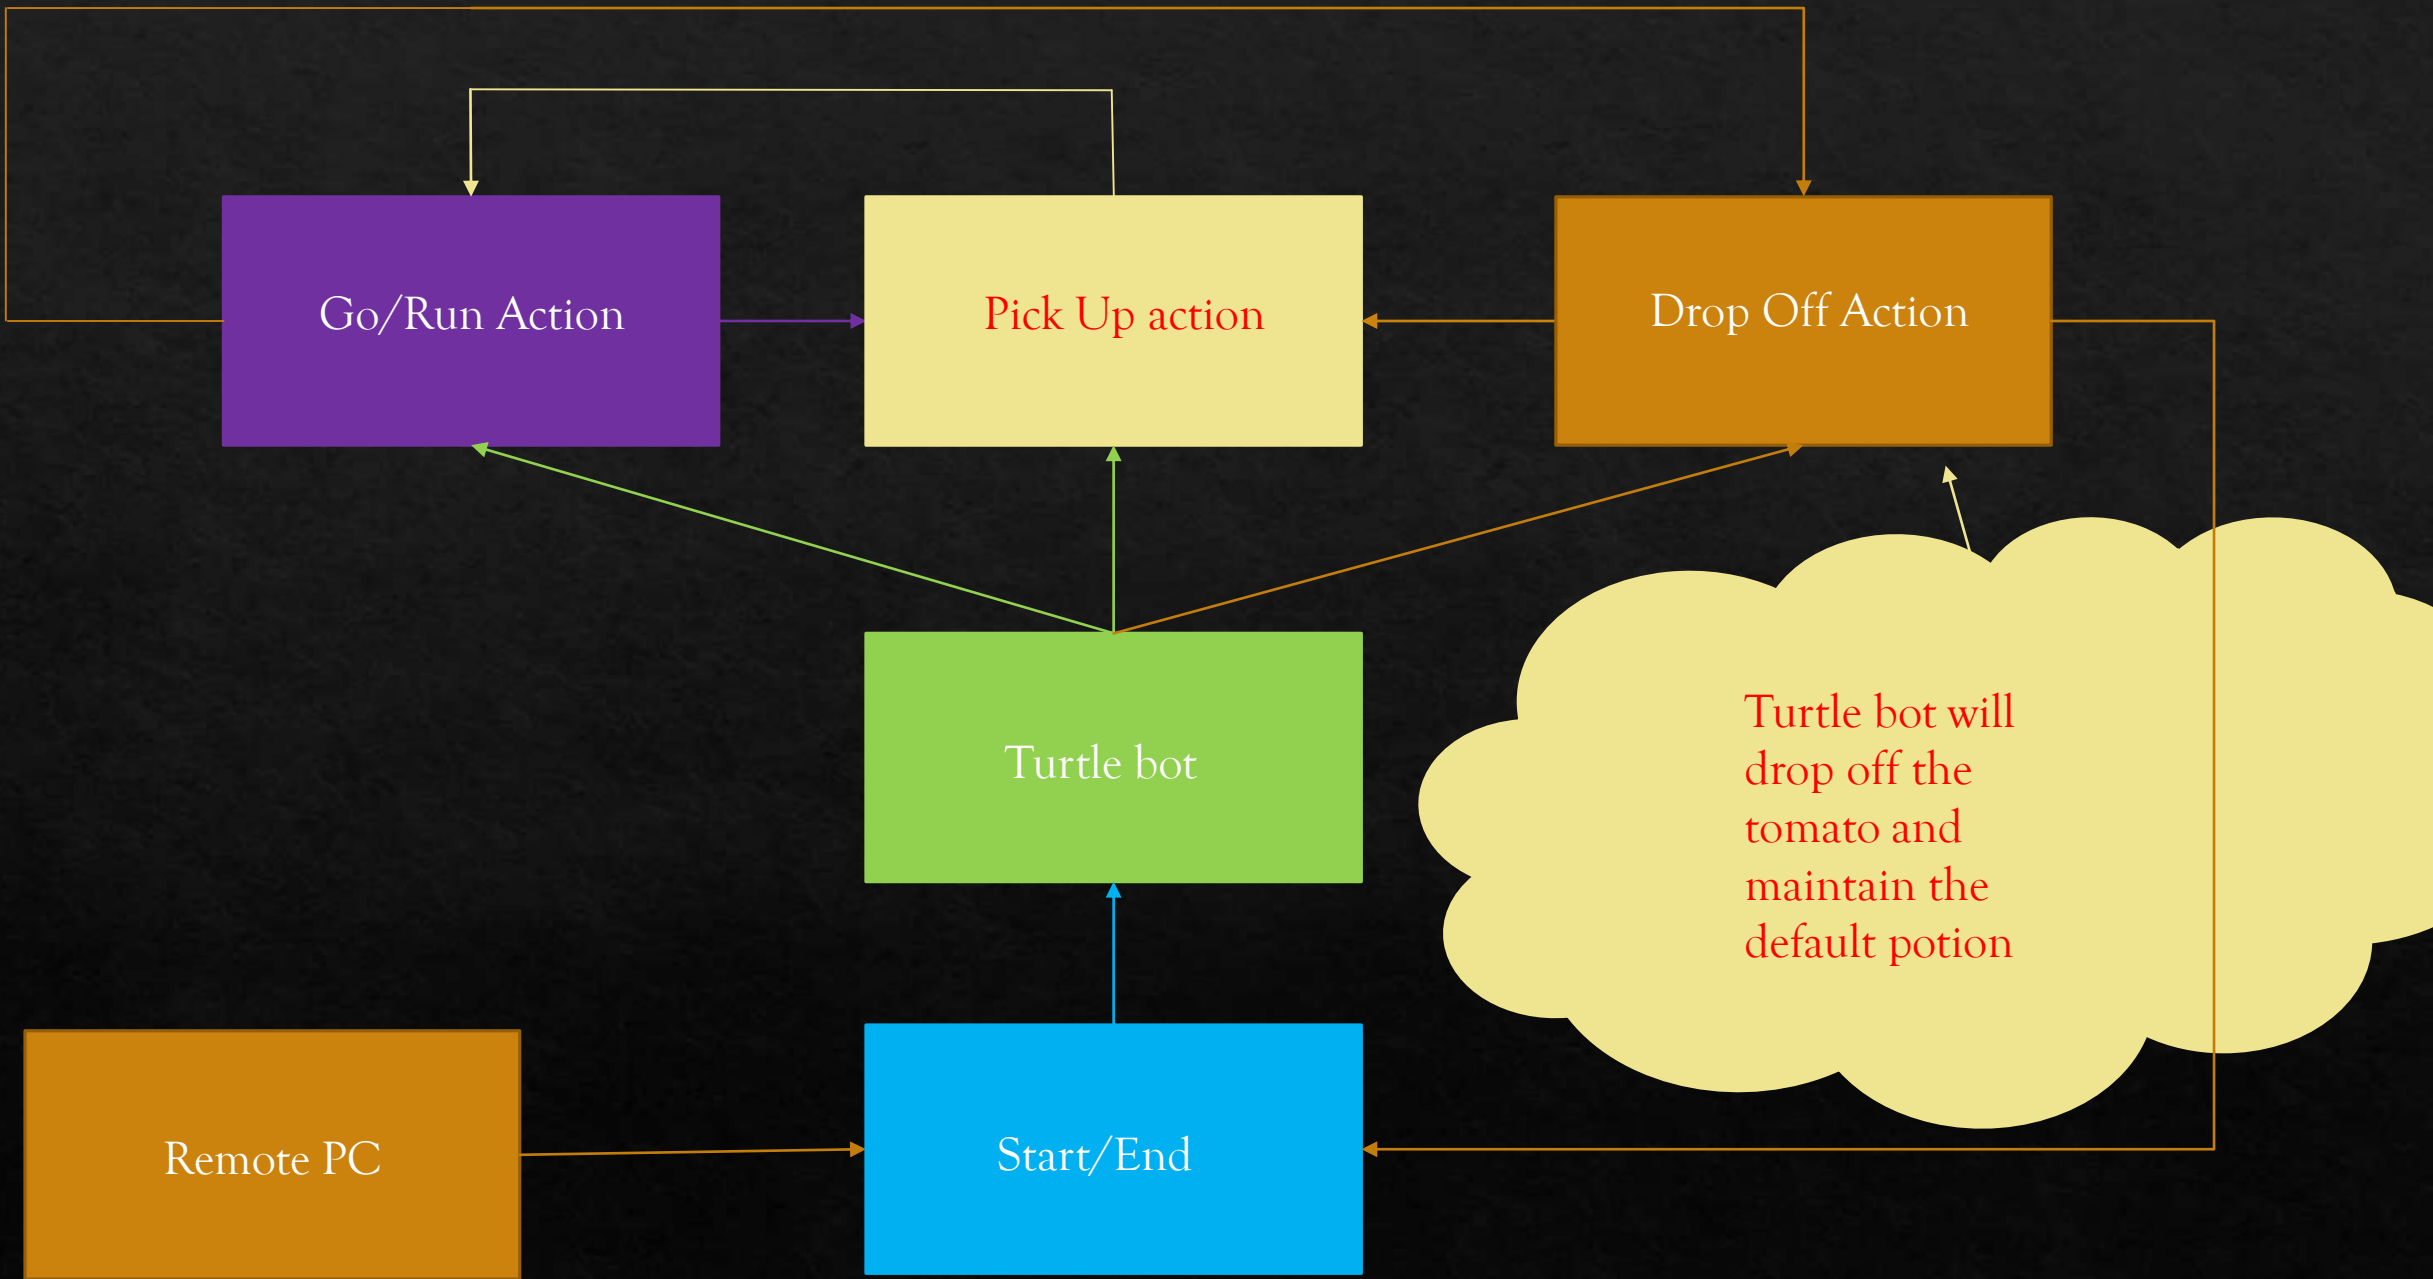 Go/Run Action
Pick Up action
Drop Off Action
Turtle bot
Turtle bot will
drop off the
tomato and
maintain the
default potion
Remote PC
Start/End